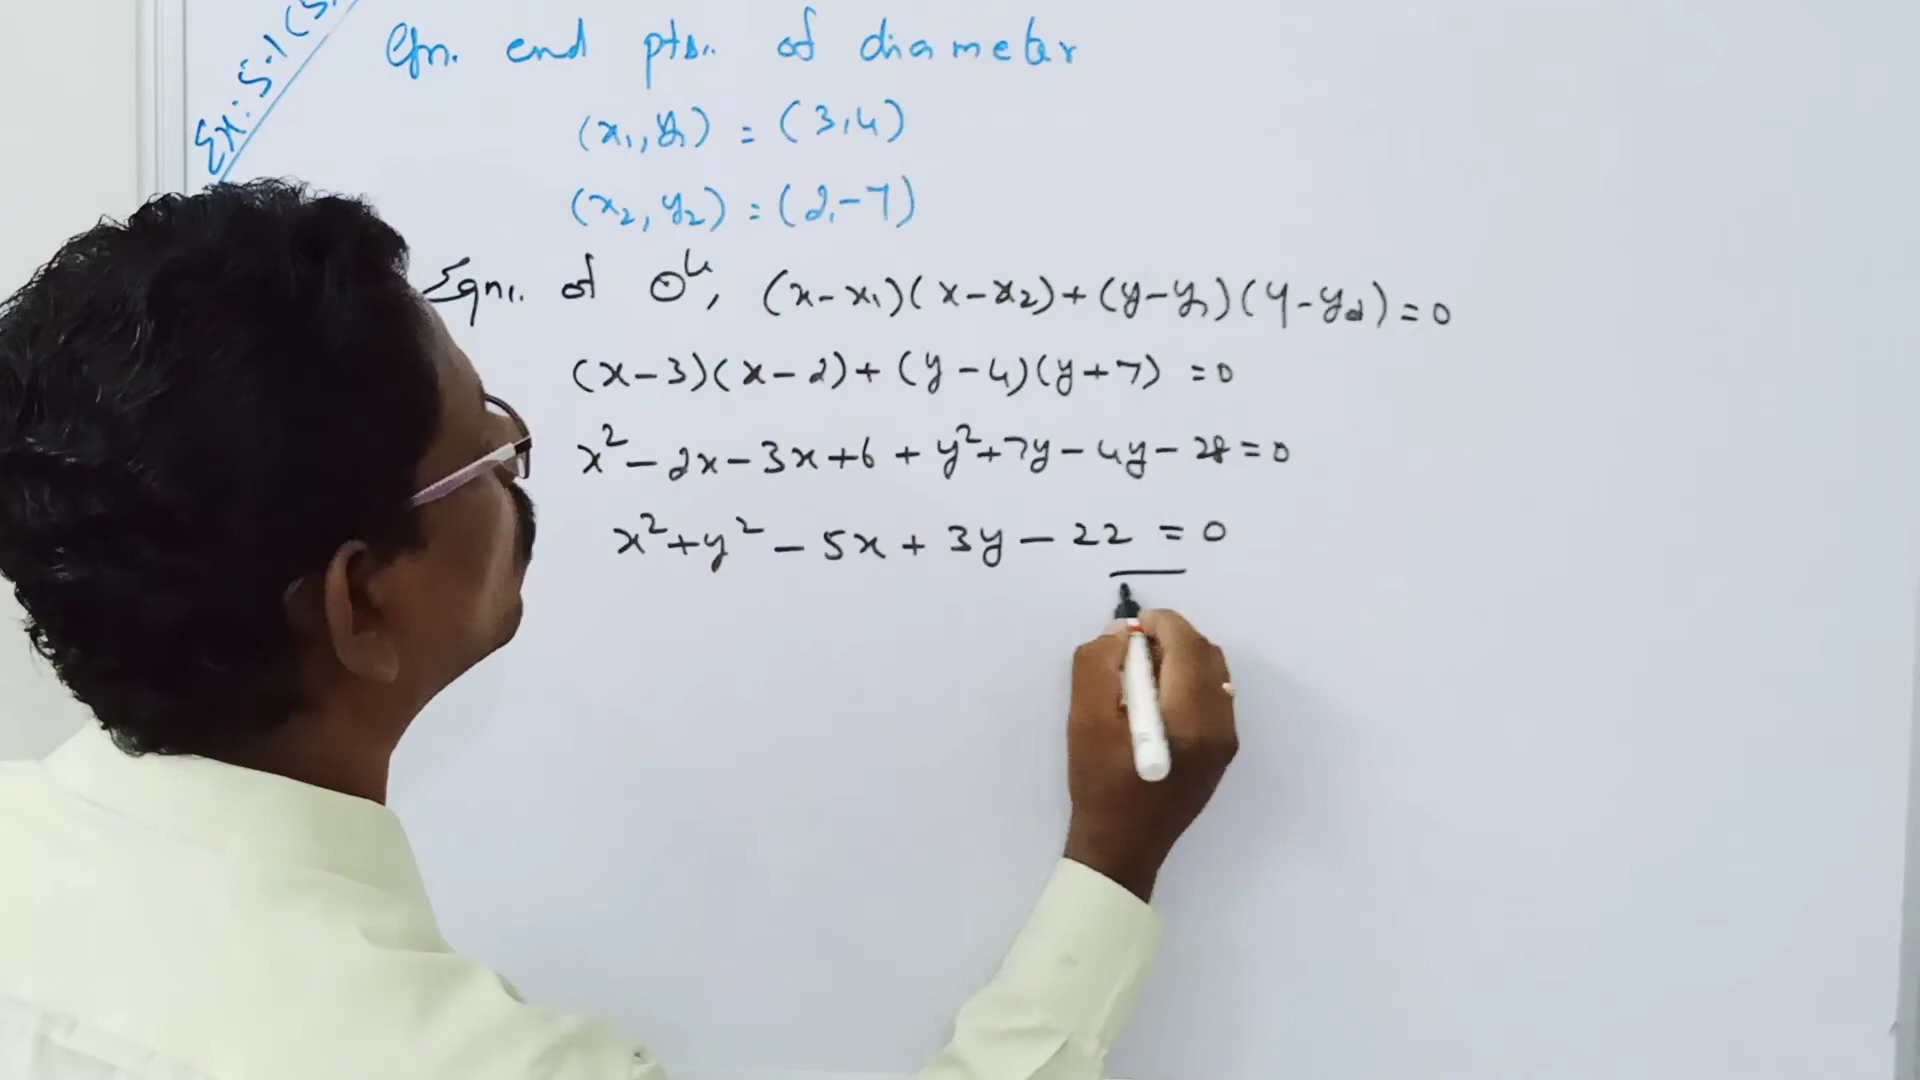 Ex: 5.1 (5.
Gn. end pts. of diameter
(x₁, y₁) = (3, 4)
(x₂, y₂) = (2, -7)
Eqn. of ⊙le, (x-x₁)(x-x₂)+(y-y₁)(y-y₂)=0
(x-3)(x-2)+(y-4)(y+7) =0
x²-2x-3x+6+y²+7y-4y-28=0
x²+y²-5x+3y-22 =0